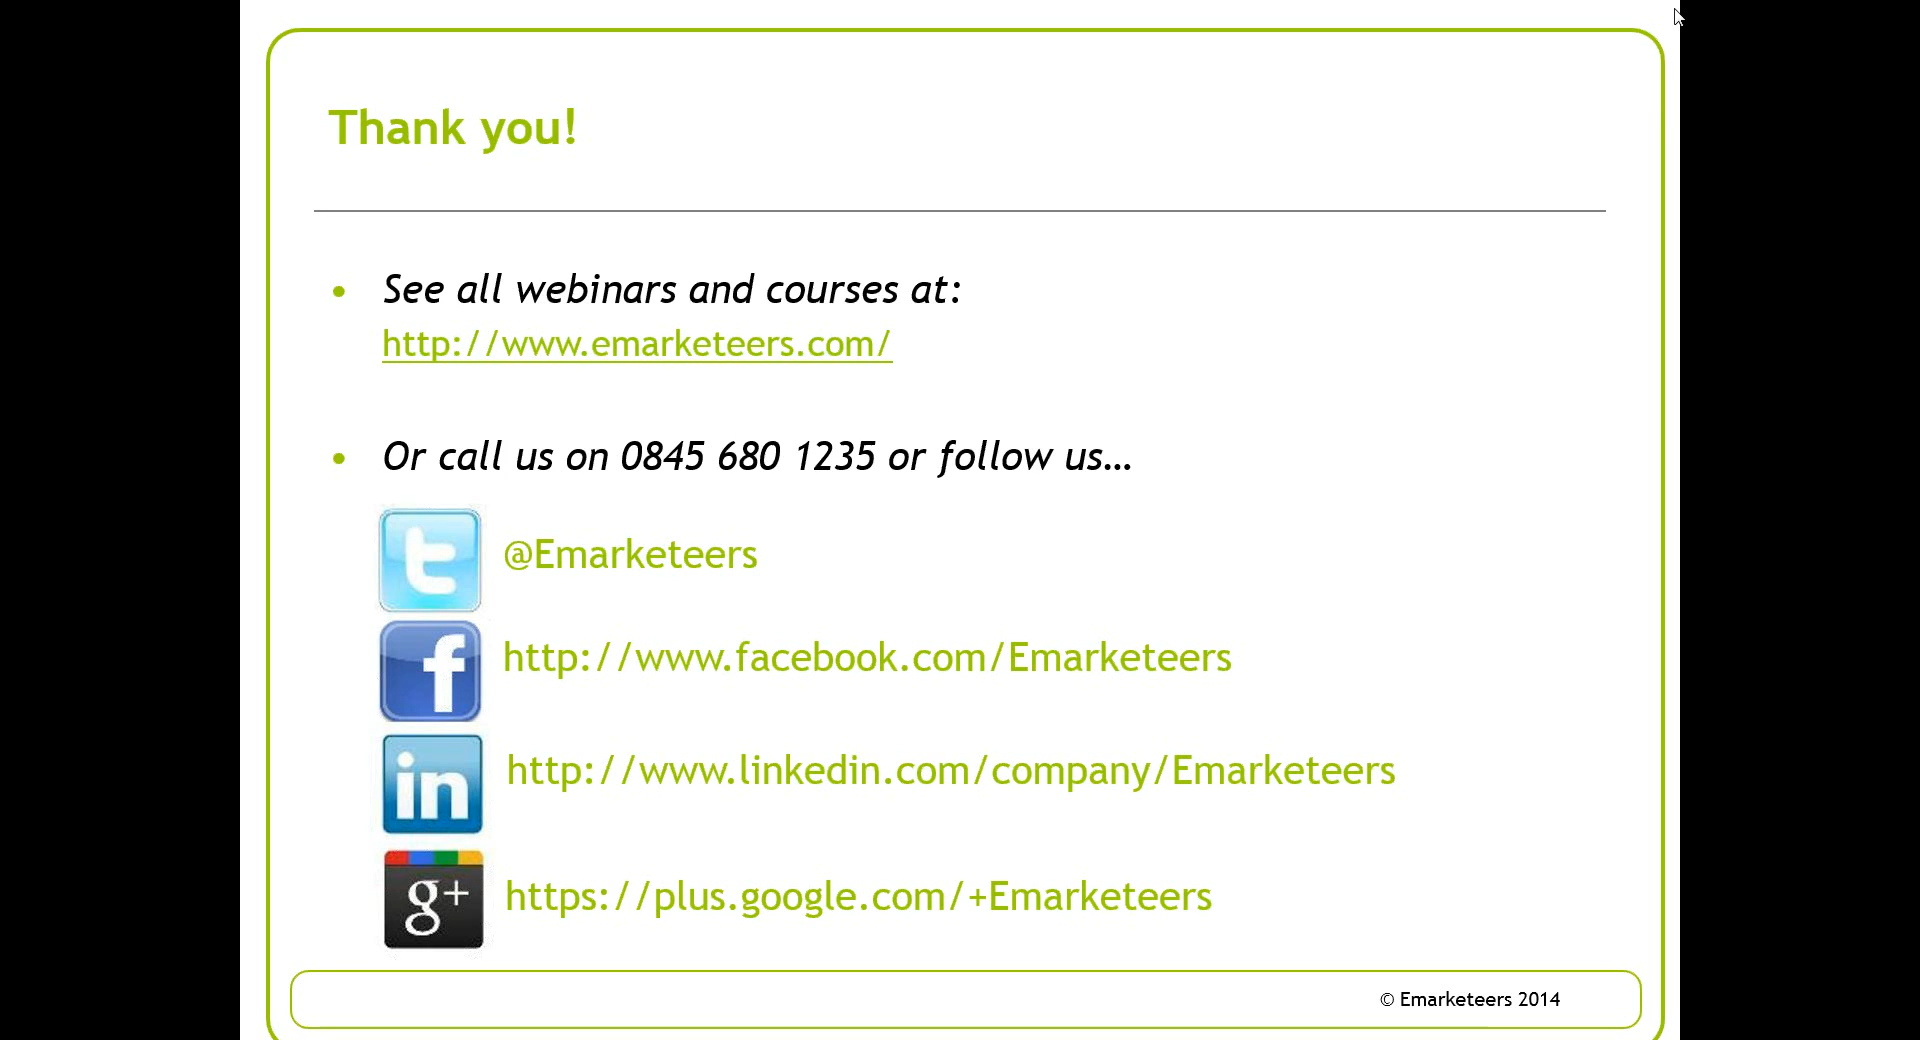 Thank you!
• See all webinars and courses at:
http://www.emarketeers.com/
• Or call us on 0845 680 1235 or follow us…
t @Emarketeers
f http://www.facebook.com/Emarketeers
in http://www.linkedin.com/company/Emarketeers
g+ https://plus.google.com/+Emarketeers
© Emarketeers 2014